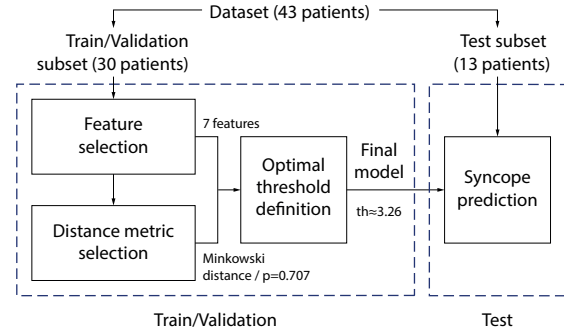 Dataset (43 patients)
Train/Validation
subset (30 patients)
Test subset
(13 patients)
Feature
selection
7 features
Optimal
threshold
definition
Final
model
th≈3.26
Syncope
prediction
Distance metric
selection
Minkowski
distance / p=0.707
Train/Validation
Test